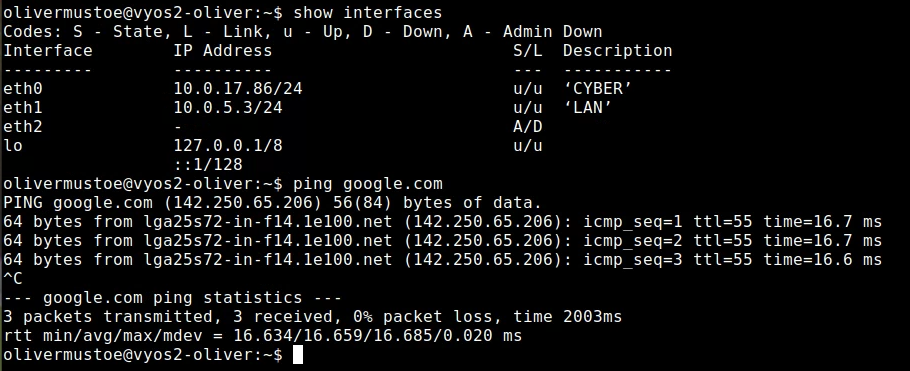 olivermustoe@vyos2-oliver:~$ show interfaces
Codes: S - State, L - Link, u - Up, D - Down, A - Admin Down
Interface        IP Address                        S/L  Description
---------        ----------                        ---  -----------
eth0             10.0.17.86/24                     u/u  ‘CYBER’
eth1             10.0.5.3/24                       u/u  ‘LAN’
eth2             -                                 A/D
lo               127.0.0.1/8                       u/u
                 ::1/128
olivermustoe@vyos2-oliver:~$ ping google.com
PING google.com (142.250.65.206) 56(84) bytes of data.
64 bytes from lga25s72-in-f14.1e100.net (142.250.65.206): icmp_seq=1 ttl=55 time=16.7 ms
64 bytes from lga25s72-in-f14.1e100.net (142.250.65.206): icmp_seq=2 ttl=55 time=16.7 ms
64 bytes from lga25s72-in-f14.1e100.net (142.250.65.206): icmp_seq=3 ttl=55 time=16.6 ms
^C
--- google.com ping statistics ---
3 packets transmitted, 3 received, 0% packet loss, time 2003ms
rtt min/avg/max/mdev = 16.634/16.659/16.685/0.020 ms
olivermustoe@vyos2-oliver:~$